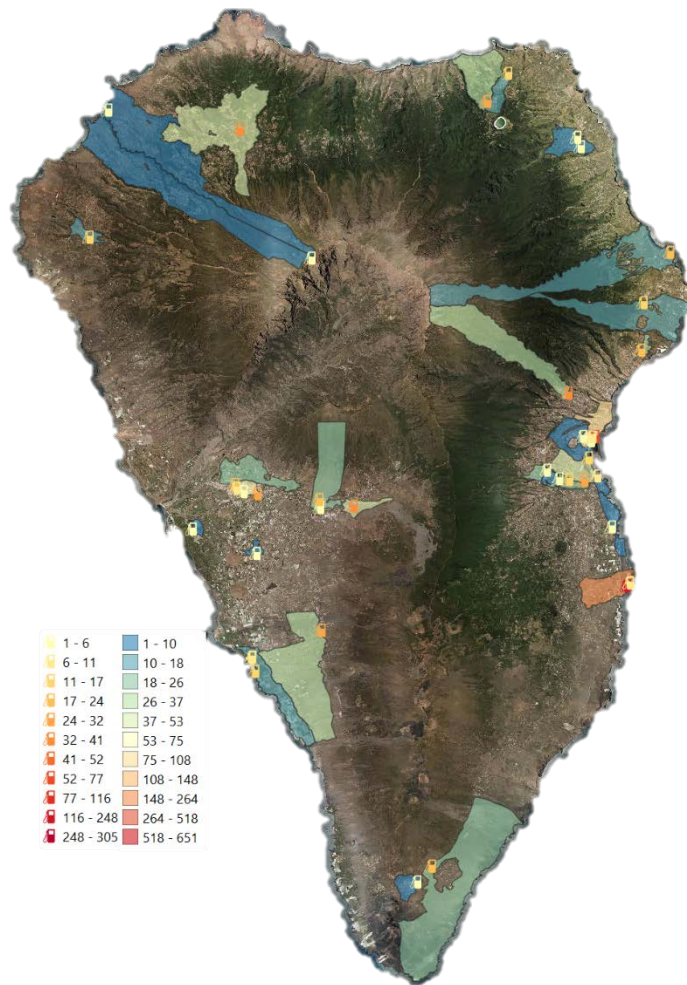 1 - 6 1 - 10
6 - 11 10 - 18
11 - 17 18 - 26
17 - 24 26 - 37
24 - 32 37 - 53
32 - 41 53 - 75
41 - 52 75 - 108
52 - 77 108 - 148
77 - 116 148 - 264
116 - 248 264 - 518
248 - 305 518 - 651